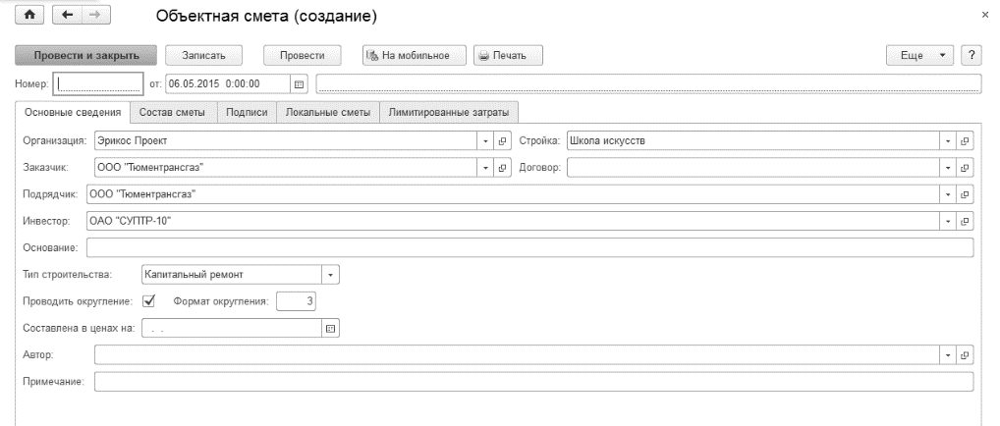 Объектная смета (создание)
×
Провести и закрыть Записать Провести На мобильное Печать Еще ?
Номер: от: 06.05.2015 0:00:00
Основные сведения Состав сметы Подписи Локальные сметы Лимитированные затраты
Организация: Эрикос Проект Стройка: Школа искусств
Заказчик: ООО "Тюментрансгаз" Договор:
Подрядчик: ООО "Тюментрансгаз"
Инвестор: ОАО "СУПТР-10"
Основание:
Тип строительства: Капитальный ремонт
Проводить округление: Формат округления: 3
Составлена в ценах на: . .
Автор:
Примечание: